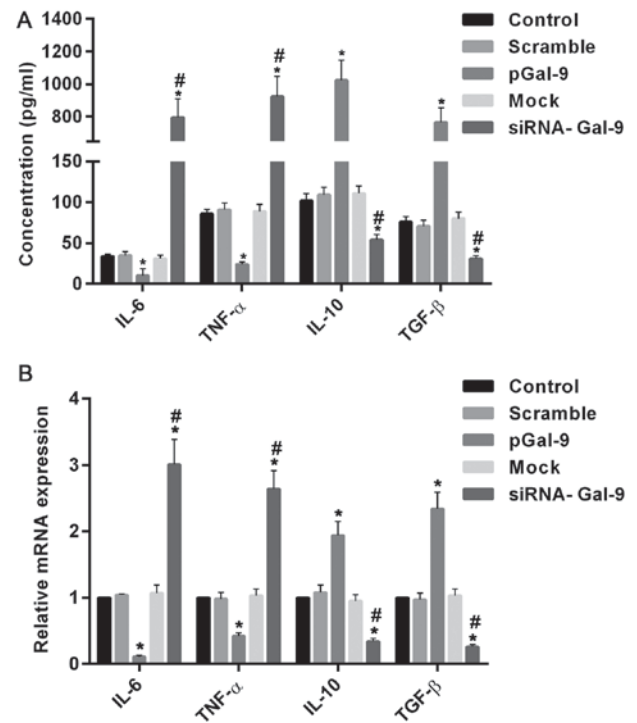 A
Concentration (pg/ml)
1400
1200
1000
800
150
100
50
0
* # * * * # * * # * * # *
IL-6 TNF-α IL-10 TGF-β
Control
Scramble
pGal-9
Mock
siRNA- Gal-9
B
Relative mRNA expression
4
3
2
1
0
* # * * # * * # * * # *
IL-6 TNF-α IL-10 TGF-β
Control
Scramble
pGal-9
Mock
siRNA- Gal-9